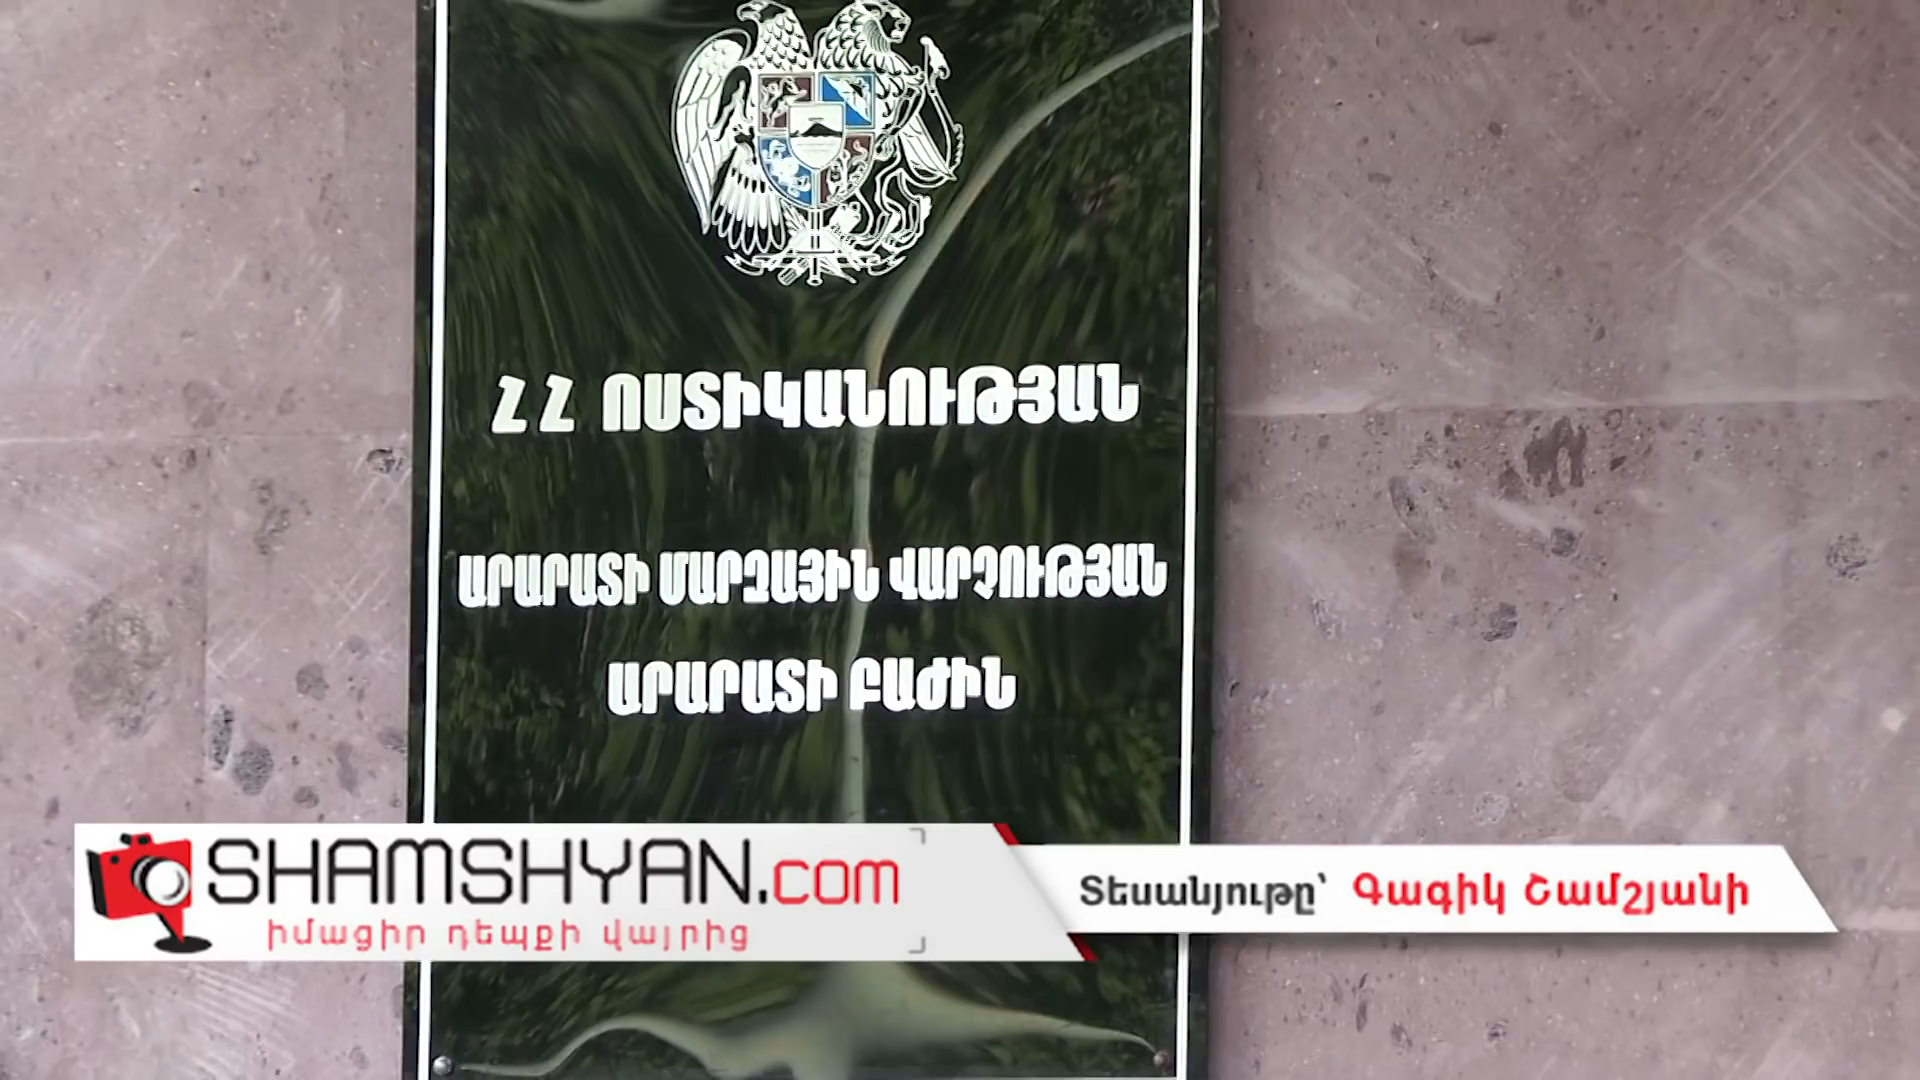 ՀՀ ՈՍՏԻԿԱՆՈՒԹՅԱՆ
ԱՐԱՐԱՏԻ ՄԱՐԶԱՅԻՆ ՎԱՐՉՈՒԹՅԱՆ
ԱՐԱՐԱՏԻ ԲԱԺԻՆ
SHAMSHYAN.com
իմացիր դեպքի վայրից
Տեսանյութը՝ Գագիկ Շամշյանի